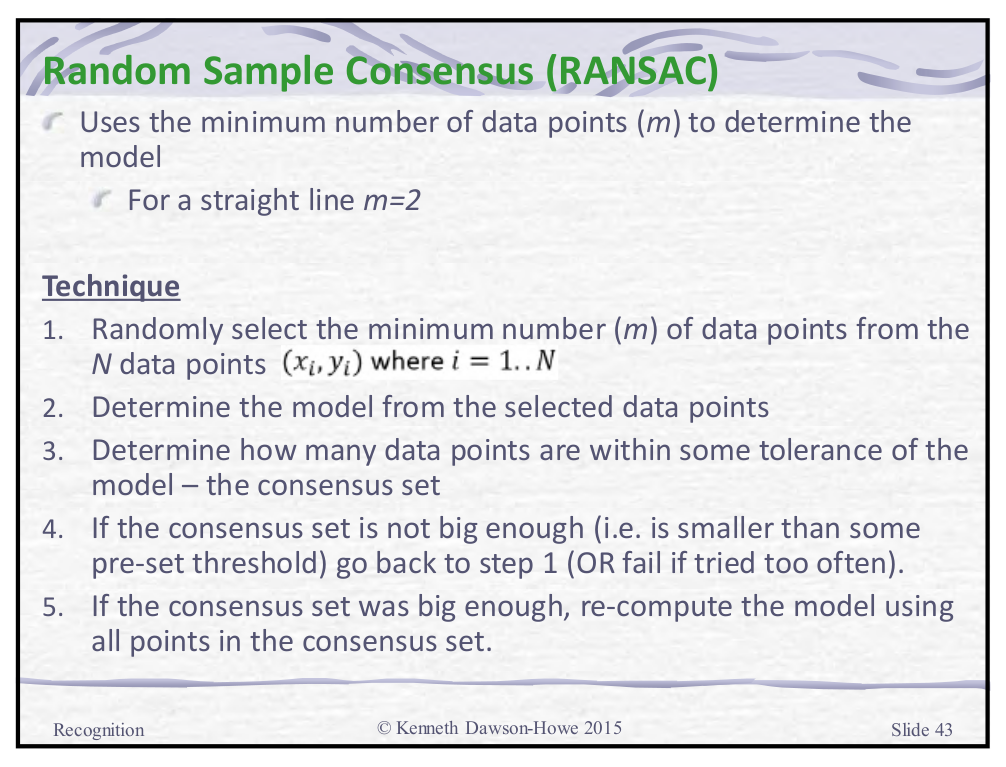 Random Sample Consensus (RANSAC)
Uses the minimum number of data points (m) to determine the
model
For a straight line m=2
Technique
1. Randomly select the minimum number (m) of data points from the
N data points (xᵢ, yᵢ) where i = 1..N
2. Determine the model from the selected data points
3. Determine how many data points are within some tolerance of the
model – the consensus set
4. If the consensus set is not big enough (i.e. is smaller than some
pre-set threshold) go back to step 1 (OR fail if tried too often).
5. If the consensus set was big enough, re-compute the model using
all points in the consensus set.
Recognition © Kenneth Dawson-Howe 2015 Slide 43